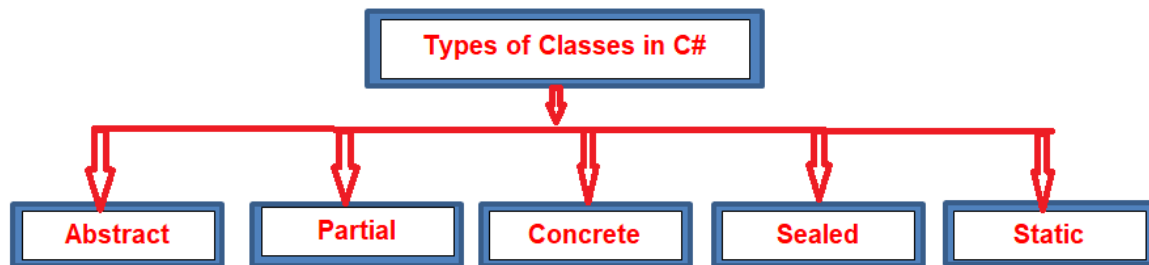 Types of Classes in C#
Abstract
Partial
Concrete
Sealed
Static